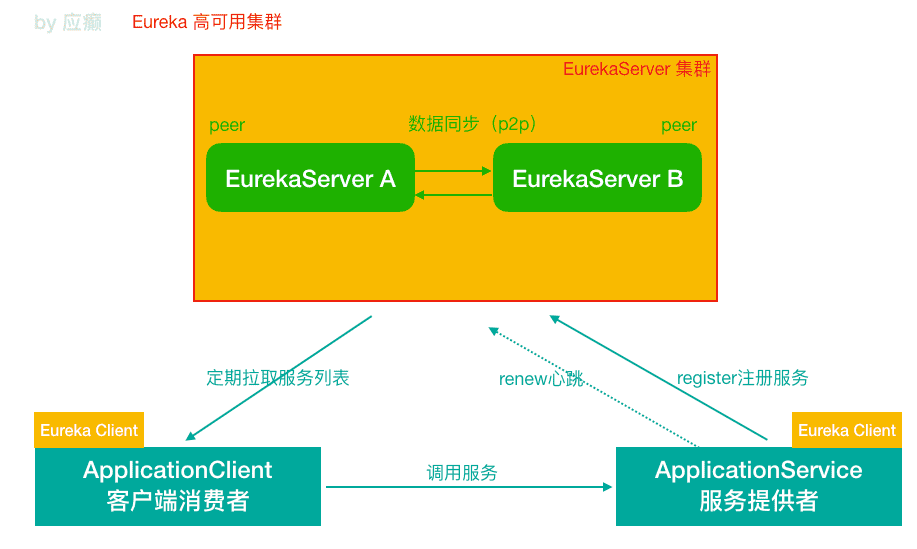 by 应癫
Eureka 高可用集群
EurekaServer 集群
peer
数据同步（p2p）
peer
EurekaServer A
EurekaServer B
定期拉取服务列表
renew心跳
register注册服务
Eureka Client
Eureka Client
ApplicationClient
客户端消费者
调用服务
ApplicationService
服务提供者